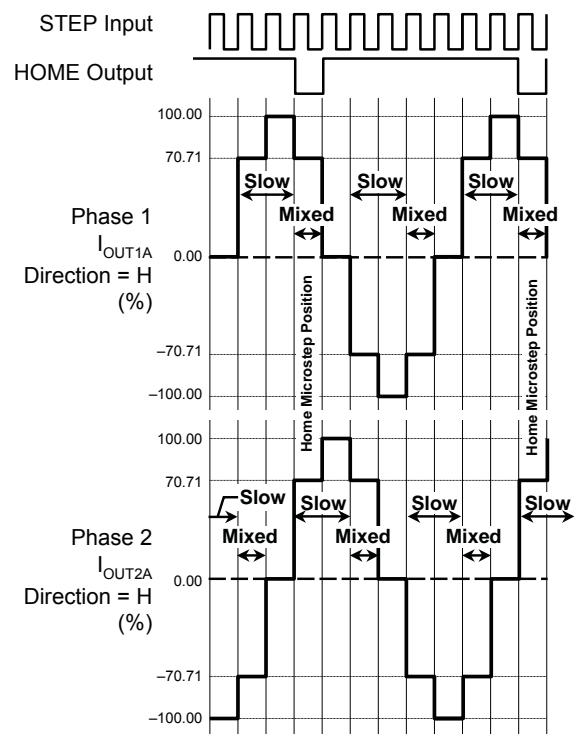 STEP Input
HOME Output
100.00
70.71
Slow Slow Slow
Mixed Mixed Mixed
Phase 1
IOUT1A
Direction = H
(%)
0.00
Home Microstep Position
Home Microstep Position
–70.71
–100.00
100.00
70.71
Slow Slow Slow Slow
Mixed Mixed Mixed
Phase 2
IOUT2A
Direction = H
(%)
0.00
–70.71
–100.00